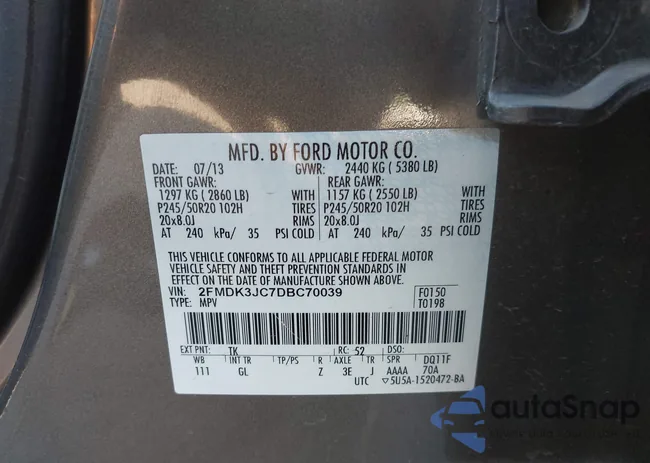 MFD. BY FORD MOTOR CO.
DATE: 07/13 GVWR: 2440 KG ( 5380 LB)
FRONT GAWR: REAR GAWR:
1297 KG ( 2860 LB) WITH 1157 KG ( 2550 LB) WITH
P245/50R20 102H TIRES P245/50R20 102H TIRES
20x8.0J RIMS 20x8.0J RIMS
AT 240 kPa/ 35 PSI COLD AT 240 kPa/ 35 PSI COLD
THIS VEHICLE CONFORMS TO ALL APPLICABLE FEDERAL MOTOR
VEHICLE SAFETY AND THEFT PREVENTION STANDARDS IN
EFFECT ON THE DATE OF MANUFACTURE SHOWN ABOVE.
VIN: 2FMDK3JC7DBC70039 F0150
TYPE: MPV T0198
EXT PNT: TK RC: 52 DSO:
WB INT TR TP/PS R AXLE TR SPR DQ11F
111 GL Z 3E J AAAA 70A
UTC ▽5U5A-1520472-BA
autaSnap